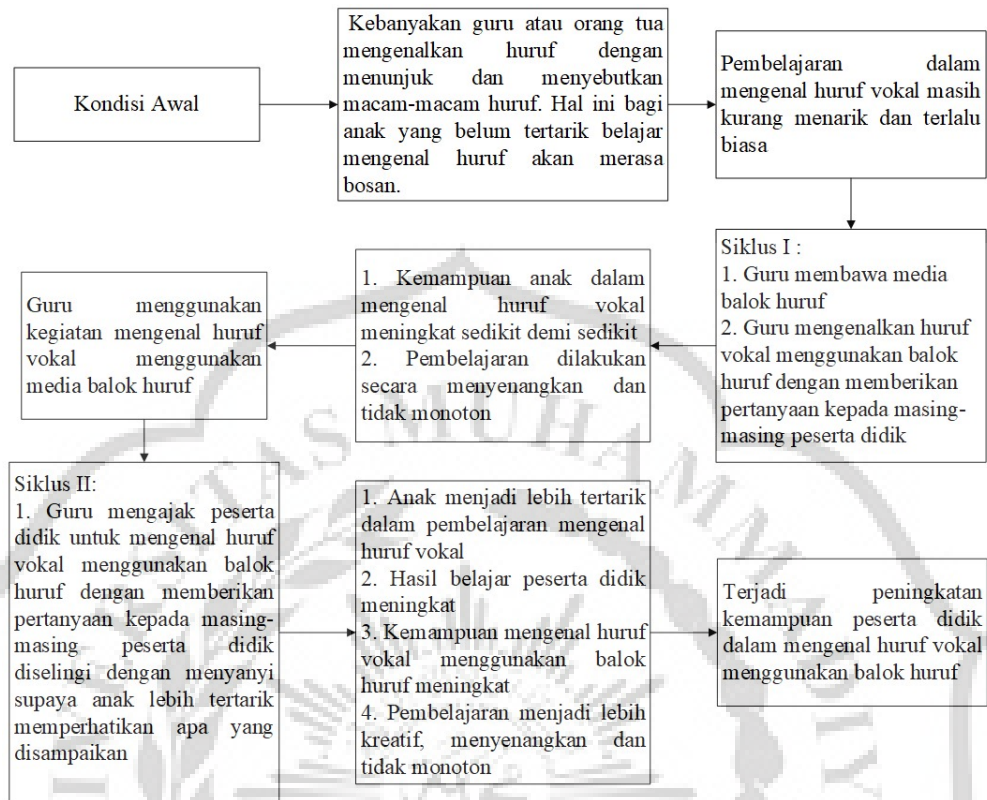 Kondisi Awal
Kebanyakan guru atau orang tua
mengenalkan huruf dengan
menunjuk dan menyebutkan
macam-macam huruf. Hal ini bagi
anak yang belum tertarik belajar
mengenal huruf akan merasa
bosan.
Pembelajaran dalam
mengenal huruf vokal masih
kurang menarik dan terlalu
biasa
Siklus I :
1. Guru membawa media
balok huruf
2. Guru mengenalkan huruf
vokal menggunakan balok
huruf dengan memberikan
pertanyaan kepada masing-
masing peserta didik
1. Kemampuan anak dalam
mengenal huruf vokal
meningkat sedikit demi sedikit
2. Pembelajaran dilakukan
secara menyenangkan dan
tidak monoton
Guru menggunakan
kegiatan mengenal huruf
vokal menggunakan
media balok huruf
Siklus II:
1. Guru mengajak peserta
didik untuk mengenal huruf
vokal menggunakan balok
huruf dengan memberikan
pertanyaan kepada masing-
masing peserta didik
diselingi dengan menyanyi
supaya anak lebih tertarik
memperhatikan apa yang
disampaikan
1. Anak menjadi lebih tertarik
dalam pembelajaran mengenal
huruf vokal
2. Hasil belajar peserta didik
meningkat
3. Kemampuan mengenal huruf
vokal menggunakan balok
huruf meningkat
4. Pembelajaran menjadi lebih
kreatif, menyenangkan dan
tidak monoton
Terjadi peningkatan
kemampuan peserta didik
dalam mengenal huruf vokal
menggunakan balok huruf